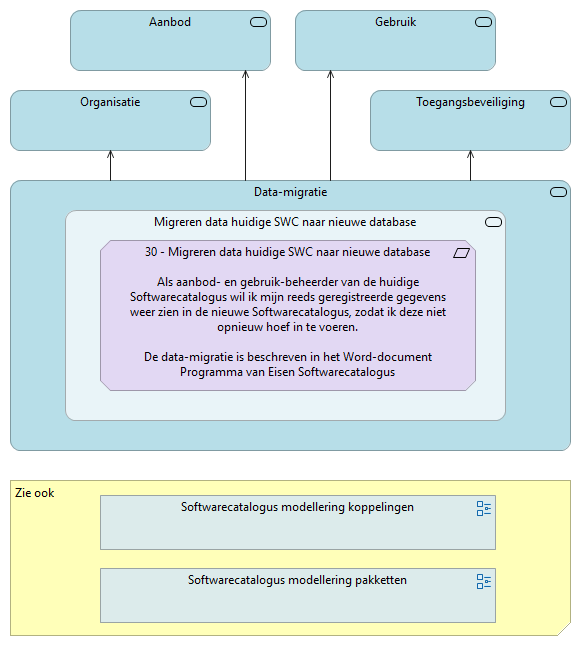 Aanbod
Gebruik
Organisatie
Toegangsbeveiliging
Data-migratie
Migreren data huidige SWC naar nieuwe database
30 - Migreren data huidige SWC naar nieuwe database
Als aanbod- en gebruik-beheerder van de huidige
Softwarecatalogus wil ik mijn reeds geregistreerde gegevens
weer zien in de nieuwe Softwarecatalogus, zodat ik deze niet
opnieuw hoef in te voeren.
De data-migratie is beschreven in het Word-document
Programma van Eisen Softwarecatalogus
Zie ook
Softwarecatalogus modellering koppelingen
Softwarecatalogus modellering pakketten